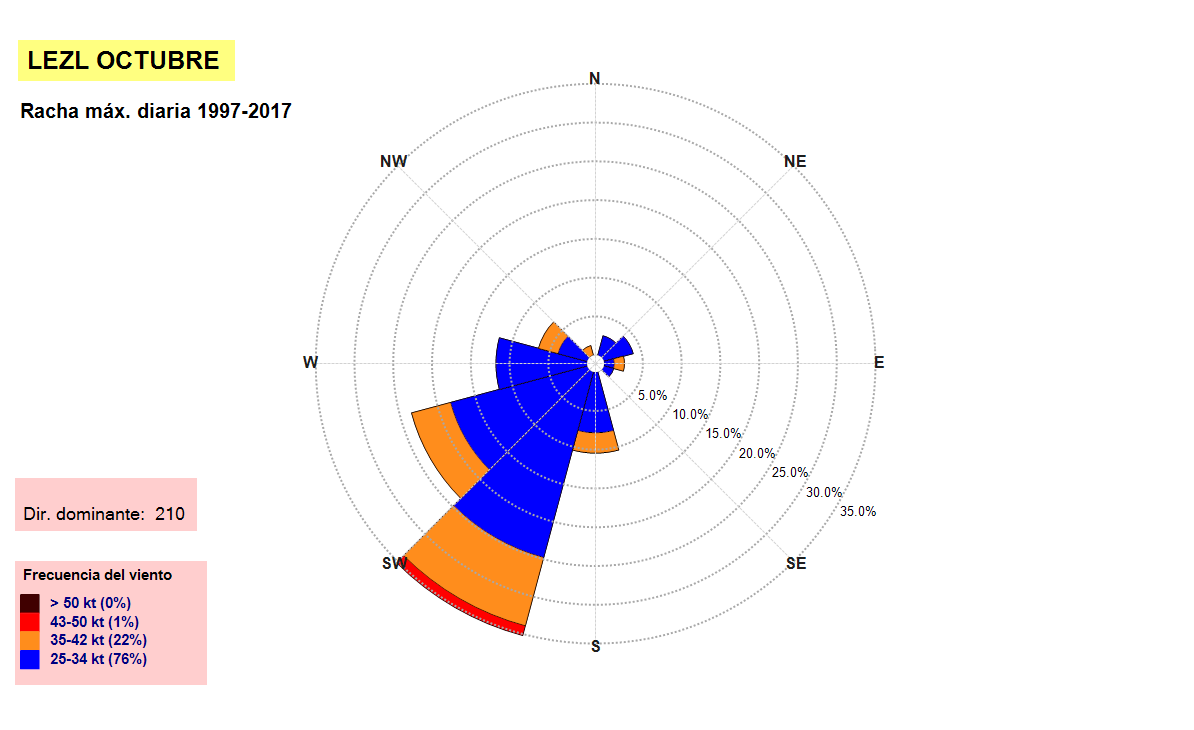 LEZL OCTUBRE
Racha máx. diaria 1997-2017
N
NW
NE
W
E
5.0%
10.0%
15.0%
20.0%
25.0%
30.0%
35.0%
SW
SE
S
Dir. dominante: 210
Frecuencia del viento
> 50 kt (0%)
43-50 kt (1%)
35-42 kt (22%)
25-34 kt (76%)